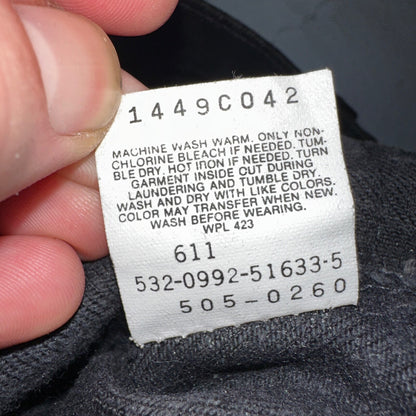 1449C042
MACHINE WASH WARM. ONLY NON-
CHLORINE BLEACH IF NEEDED. TUM-
BLE DRY. HOT IRON IF NEEDED. TURN
GARMENT INSIDE OUT DURING
LAUNDERING AND TUMBLE DRY.
WASH AND DRY WITH LIKE COLORS.
COLOR MAY TRANSFER WHEN NEW.
WASH BEFORE WEARING.
WPL 423
611
532-0992-51633-5
505-0260